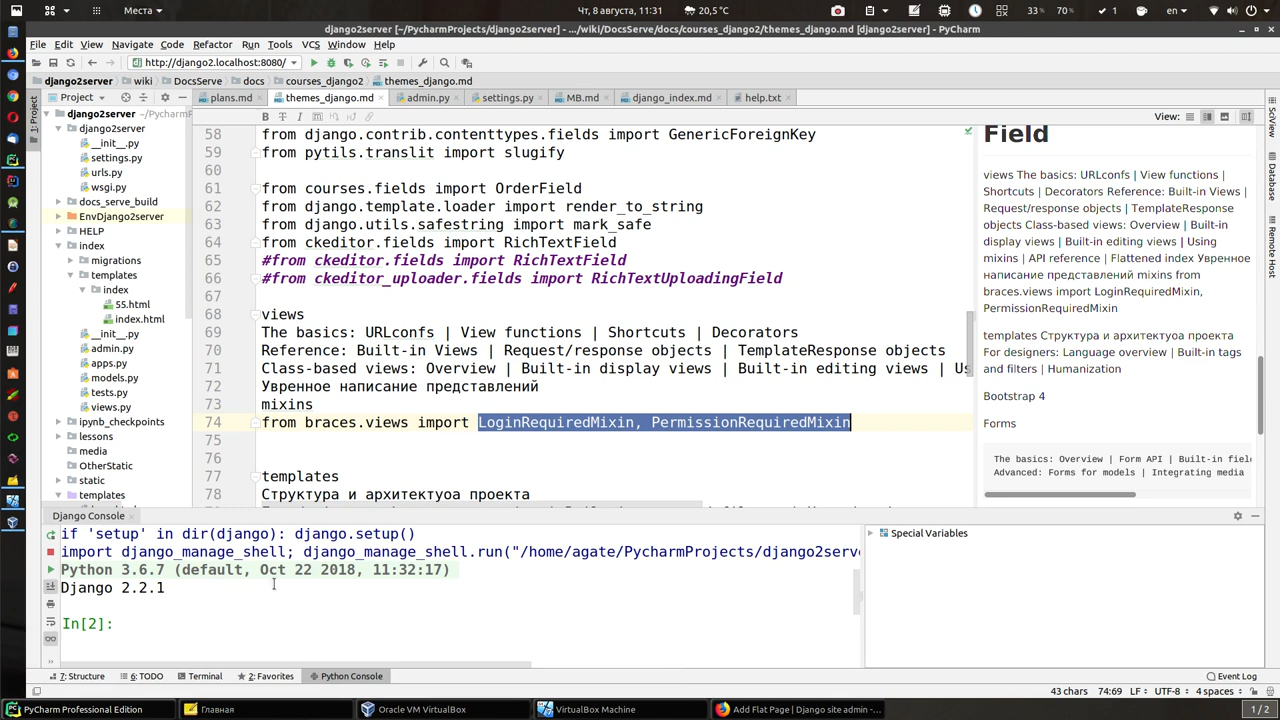 Места
Чт, 8 августа, 11:31
20,5 °C
33 %
70%
1
en
django2server [~/PycharmProjects/django2server] - .../wiki/DocsServe/docs/courses_django2/themes_django.md [django2server] - PyCharm
File Edit View Navigate Code Refactor Run Tools VCS Window Help
http://django2.localhost:8080/
django2server wiki DocsServe docs courses_django2 themes_django.md
Project
plans.md themes_django.md admin.py settings.py MB.md django_index.md help.txt
B T I
View:
1: Project
django2server ~/PycharmProjec
django2server
__init__.py
settings.py
urls.py
wsgi.py
docs_serve_build
EnvDjango2server
HELP
index
migrations
templates
index
55.html
index.html
__init__.py
admin.py
apps.py
models.py
tests.py
views.py
ipynb_checkpoints
lessons
media
OtherStatic
static
templates
58 from django.contrib.contenttypes.fields import GenericForeignKey
59 from pytils.translit import slugify
60
61 from courses.fields import OrderField
62 from django.template.loader import render_to_string
63 from django.utils.safestring import mark_safe
64 from ckeditor.fields import RichTextField
65 #from ckeditor.fields import RichTextField
66 #from ckeditor_uploader.fields import RichTextUploadingField
67
68 views
69 The basics: URLconfs | View functions | Shortcuts | Decorators
70 Reference: Built-in Views | Request/response objects | TemplateResponse objects
71 Class-based views: Overview | Built-in display views | Built-in editing views | Us
72 Увренное написание представлений
73 mixins
74 from braces.views import LoginRequiredMixin, PermissionRequiredMixin
75
76
77 templates
78 Структура и архитектуоа проекта
Field
views The basics: URLconfs | View functions |
Shortcuts | Decorators Reference: Built-in Views |
Request/response objects | TemplateResponse
objects Class-based views: Overview | Built-in
display views | Built-in editing views | Using
mixins | API reference | Flattened index Увренное
написание представлений mixins from
braces.views import LoginRequiredMixin,
PermissionRequiredMixin
templates Структура и архитектуоа проекта
For designers: Language overview | Built-in tags
and filters | Humanization
Bootstrap 4
Forms
The basics: Overview | Form API | Built-in fiel
Advanced: Forms for models | Integrating media
SciView
Database
Remote Host
Django Console
if 'setup' in dir(django): django.setup()
import django_manage_shell; django_manage_shell.run("/home/agate/PycharmProjects/django2serve
Python 3.6.7 (default, Oct 22 2018, 11:32:17)
Django 2.2.1
In[2]:
Special Variables
7: Structure 6: TODO Terminal 2: Favorites Python Console Event Log
43 chars 74:69 LF UTF-8 4 spaces
PyCharm Professional Edition Главная Oracle VM VirtualBox VirtualBox Machine Add Flat Page | Django site admin -... 1 / 2